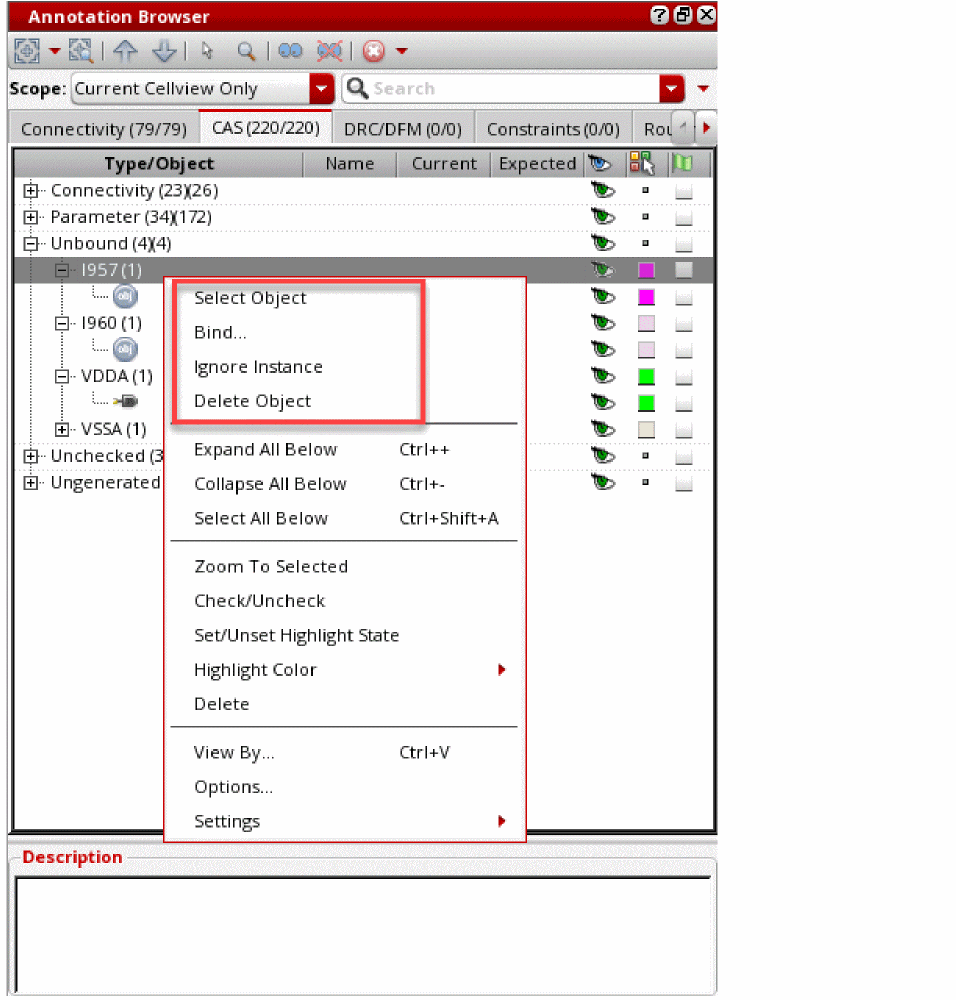 Annotation Browser
Scope: Current Cellview Only Search
Connectivity (79/79) CAS (220/220) DRC/DFM (0/0) Constraints (0/0)
Type/Object Name Current Expected
Connectivity (23)(26)
Parameter (34)(172)
Unbound (4)(4)
I957 (1)
obj
I960 (1)
obj
VDDA (1)
VSSA (1)
Unchecked (3
Ungenerated
Select Object
Bind...
Ignore Instance
Delete Object
Expand All Below Ctrl++
Collapse All Below Ctrl+-
Select All Below Ctrl+Shift+A
Zoom To Selected
Check/Uncheck
Set/Unset Highlight State
Highlight Color
Delete
View By... Ctrl+V
Options...
Settings
Description